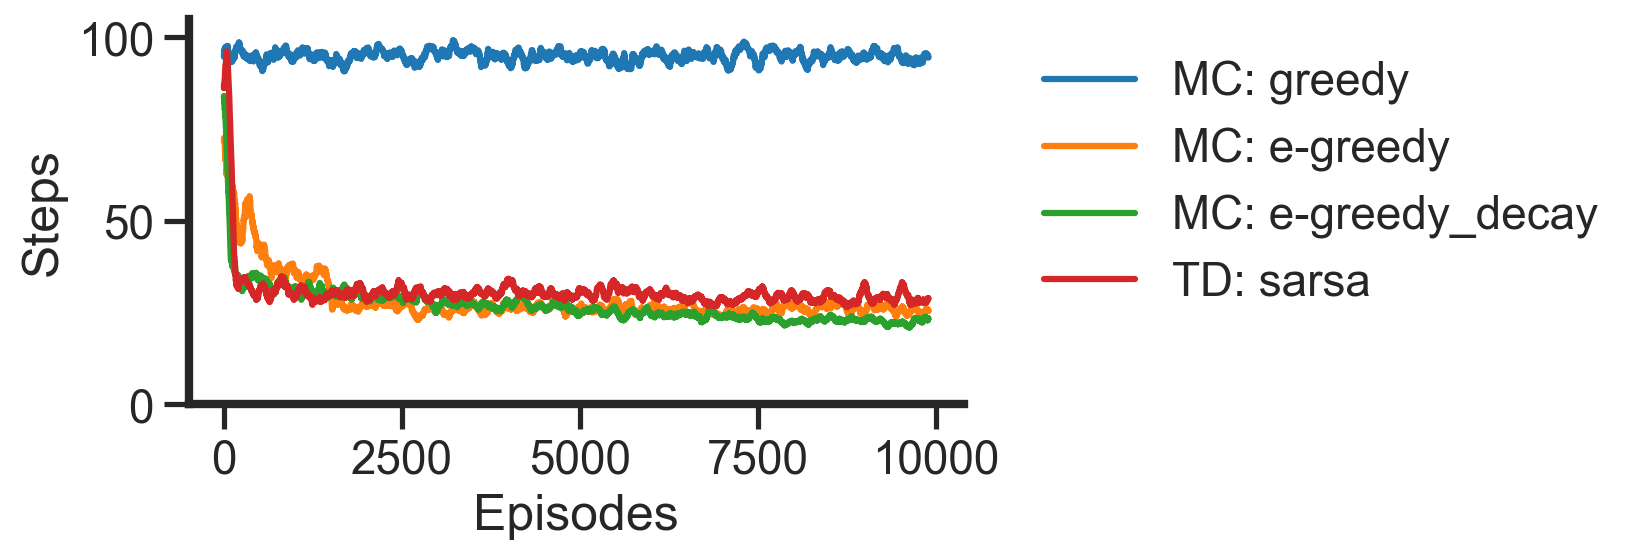 100
50
0
Steps
0 2500 5000 7500 10000
Episodes
MC: greedy
MC: e-greedy
MC: e-greedy_decay
TD: sarsa